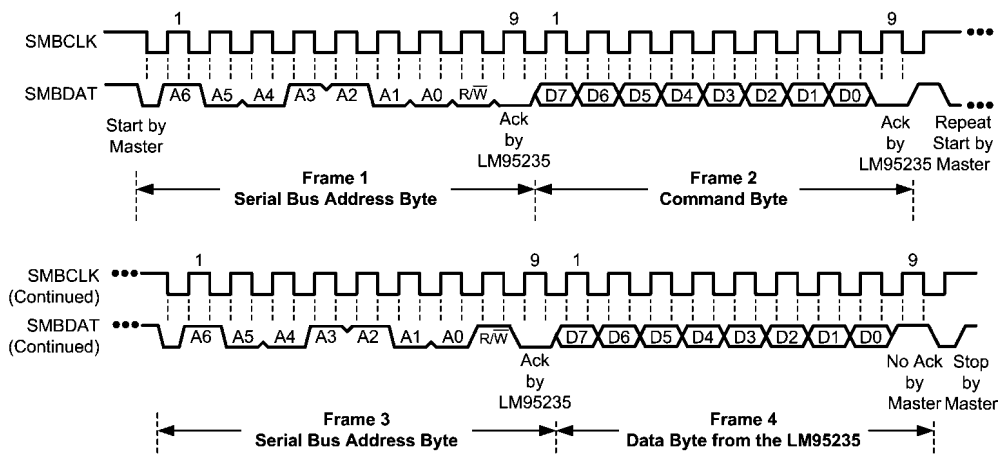 1 9 1 9
SMBCLK
SMBDAT A6 A5 A4 A3 A2 A1 A0 R/W̅ D7 D6 D5 D4 D3 D2 D1 D0
Start by
Master
Ack
by
LM95235
Ack
by
LM95235
Repeat
Start by
Master
Frame 1
Serial Bus Address Byte
Frame 2
Command Byte
1 9 1 9
SMBCLK
(Continued)
SMBDAT
(Continued)
A6 A5 A4 A3 A2 A1 A0 R/W̅ D7 D6 D5 D4 D3 D2 D1 D0
Ack
by
LM95235
No Ack
by
Master
Stop
by
Master
Frame 3
Serial Bus Address Byte
Frame 4
Data Byte from the LM95235